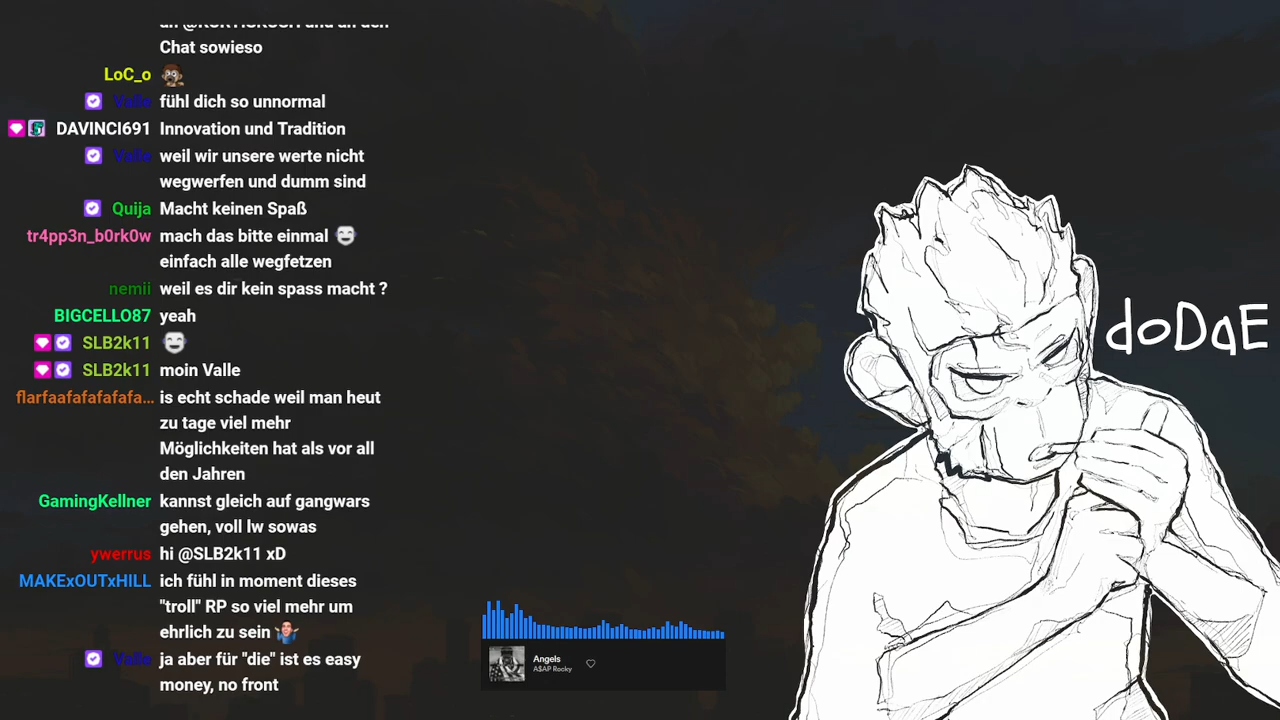 Chat sowieso
LoC_o
Valle fühl dich so unnormal
DAVINCI691 Innovation und Tradition
Valle weil wir unsere werte nicht
wegwerfen und dumm sind
Quija Macht keinen Spaß
tr4pp3n_b0rk0w mach das bitte einmal
einfach alle wegfetzen
nemii weil es dir kein spass macht ?
BIGCELLO87 yeah
SLB2k11
SLB2k11 moin Valle
flarfaafafafafafa… is echt schade weil man heut
zu tage viel mehr
Möglichkeiten hat als vor all
den Jahren
GamingKellner kannst gleich auf gangwars
gehen, voll lw sowas
ywerrus hi @SLB2k11 xD
MAKExOUTxHILL ich fühl in moment dieses
"troll" RP so viel mehr um
ehrlich zu sein
Valle ja aber für "die" ist es easy
money, no front
Angels
A$AP Rocky
doDaE